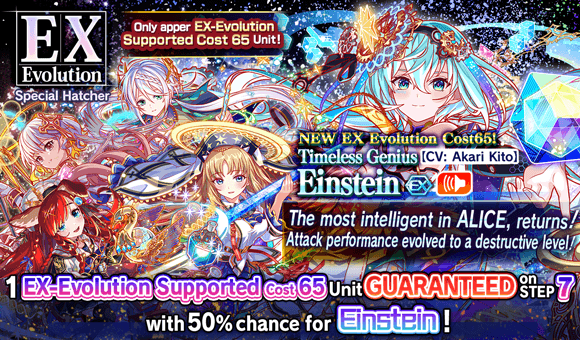 EX
Evolution
Special Hatcher
Only apper EX-Evolution
Supported Cost 65 Unit!
NEW EX Evolution Cost65!
Timeless Genius [CV: Akari Kito]
Einstein EX
The most intelligent in ALICE, returns!
Attack performance evolved to a destructive level!
1 EX-Evolution Supported Cost 65 Unit GUARANTEED on STEP 7
with 50% chance for Einstein!